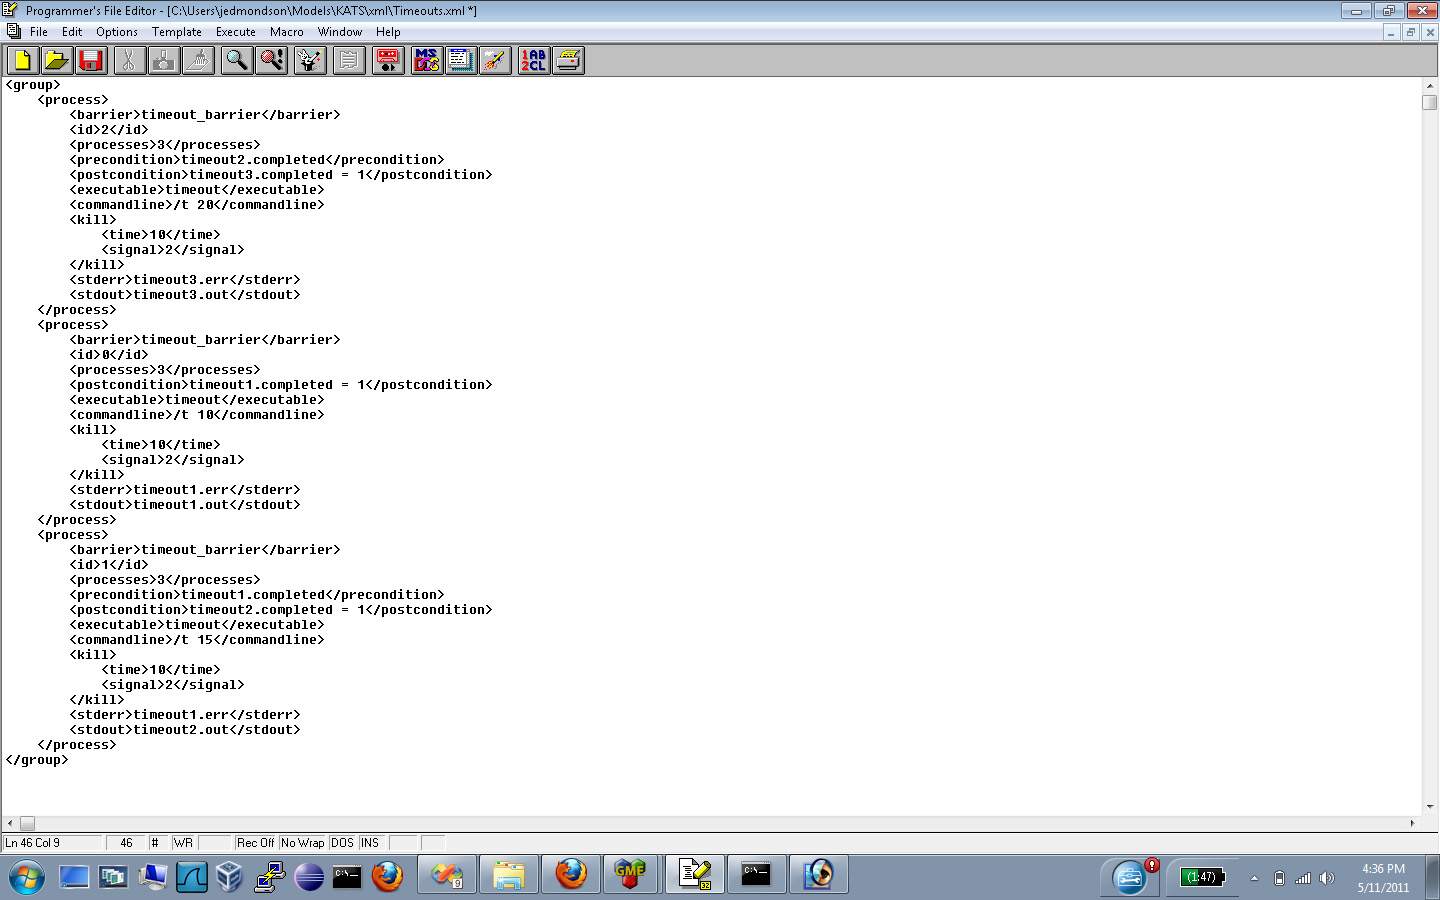 Programmer's File Editor - [C:\Users\jedmondson\Models\KATS\xml\Timeouts.xml *]
File Edit Options Template Execute Macro Window Help
MS DOS 1AB 2CL
<group>
    <process>
        <barrier>timeout_barrier</barrier>
        <id>2</id>
        <processes>3</processes>
        <precondition>timeout2.completed</precondition>
        <postcondition>timeout3.completed = 1</postcondition>
        <executable>timeout</executable>
        <commandline>/t 20</commandline>
        <kill>
            <time>10</time>
            <signal>2</signal>
        </kill>
        <stderr>timeout3.err</stderr>
        <stdout>timeout3.out</stdout>
    </process>
    <process>
        <barrier>timeout_barrier</barrier>
        <id>0</id>
        <processes>3</processes>
        <postcondition>timeout1.completed = 1</postcondition>
        <executable>timeout</executable>
        <commandline>/t 10</commandline>
        <kill>
            <time>10</time>
            <signal>2</signal>
        </kill>
        <stderr>timeout1.err</stderr>
        <stdout>timeout1.out</stdout>
    </process>
    <process>
        <barrier>timeout_barrier</barrier>
        <id>1</id>
        <processes>3</processes>
        <precondition>timeout1.completed</precondition>
        <postcondition>timeout2.completed = 1</postcondition>
        <executable>timeout</executable>
        <commandline>/t 15</commandline>
        <kill>
            <time>10</time>
            <signal>2</signal>
        </kill>
        <stderr>timeout1.err</stderr>
        <stdout>timeout2.out</stdout>
    </process>
</group>
Ln 46 Col 9 46 # WR Rec Off No Wrap DOS INS
C:\. 9 GME 32 C:\. (1:47) 4:36 PM
5/11/2011